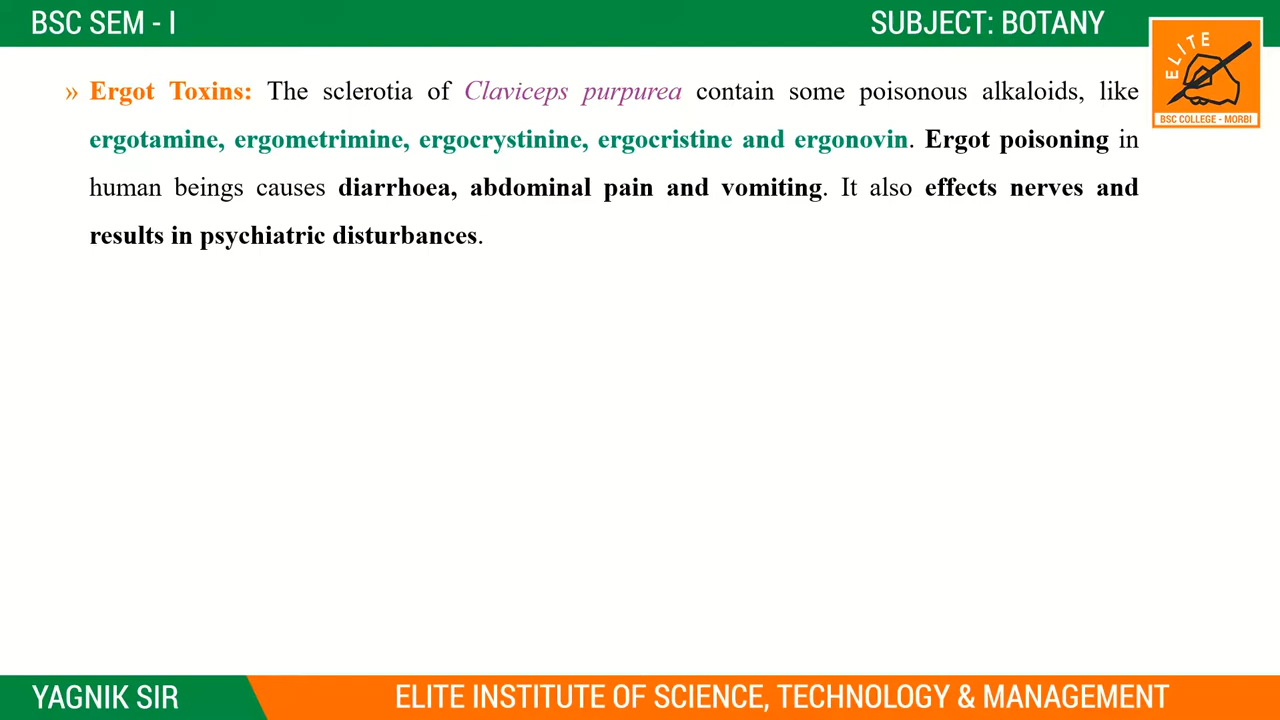 BSC SEM - I
SUBJECT: BOTANY
ELITE
BSC COLLEGE - MORBI
» Ergot Toxins: The sclerotia of Claviceps purpurea contain some poisonous alkaloids, like
ergotamine, ergometrimine, ergocrystinine, ergocristine and ergonovin. Ergot poisoning in
human beings causes diarrhoea, abdominal pain and vomiting. It also effects nerves and
results in psychiatric disturbances.
YAGNIK SIR
ELITE INSTITUTE OF SCIENCE, TECHNOLOGY & MANAGEMENT